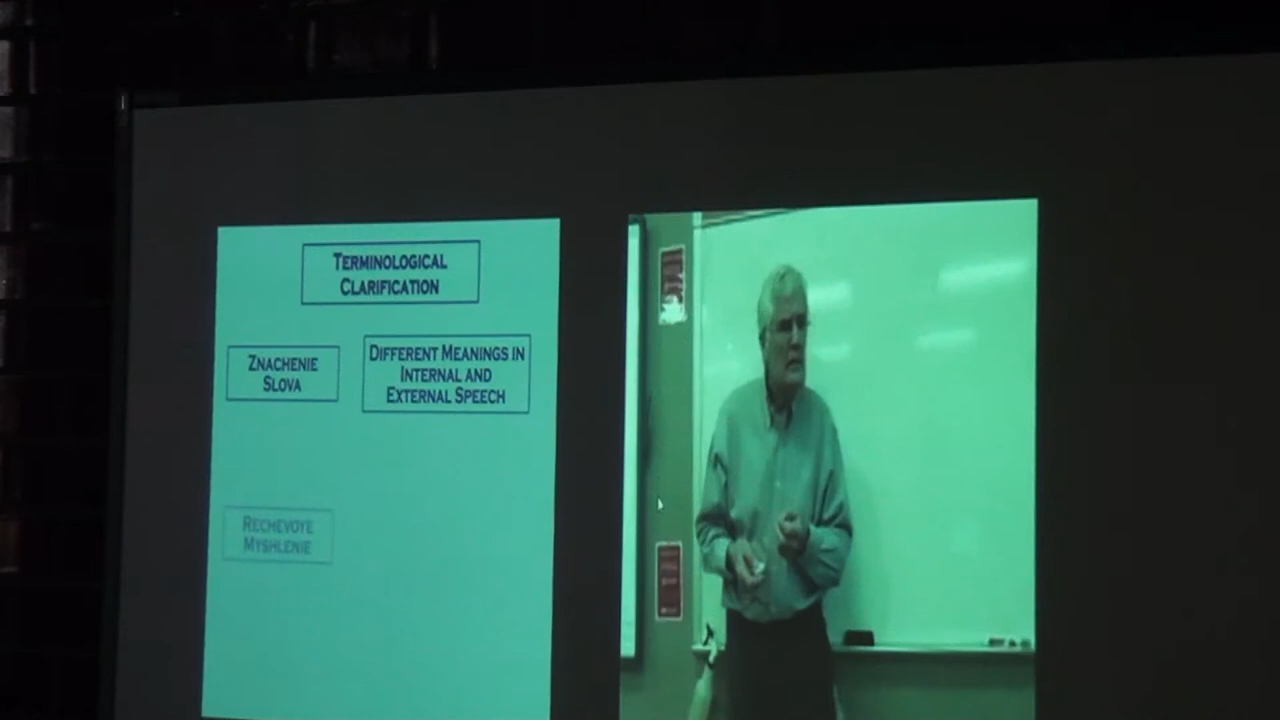 TERMINOLOGICAL
CLARIFICATION
ZNACHENIE
SLOVA
DIFFERENT MEANINGS IN
INTERNAL AND
EXTERNAL SPEECH
RECHEVOYE
MYSHLENIE